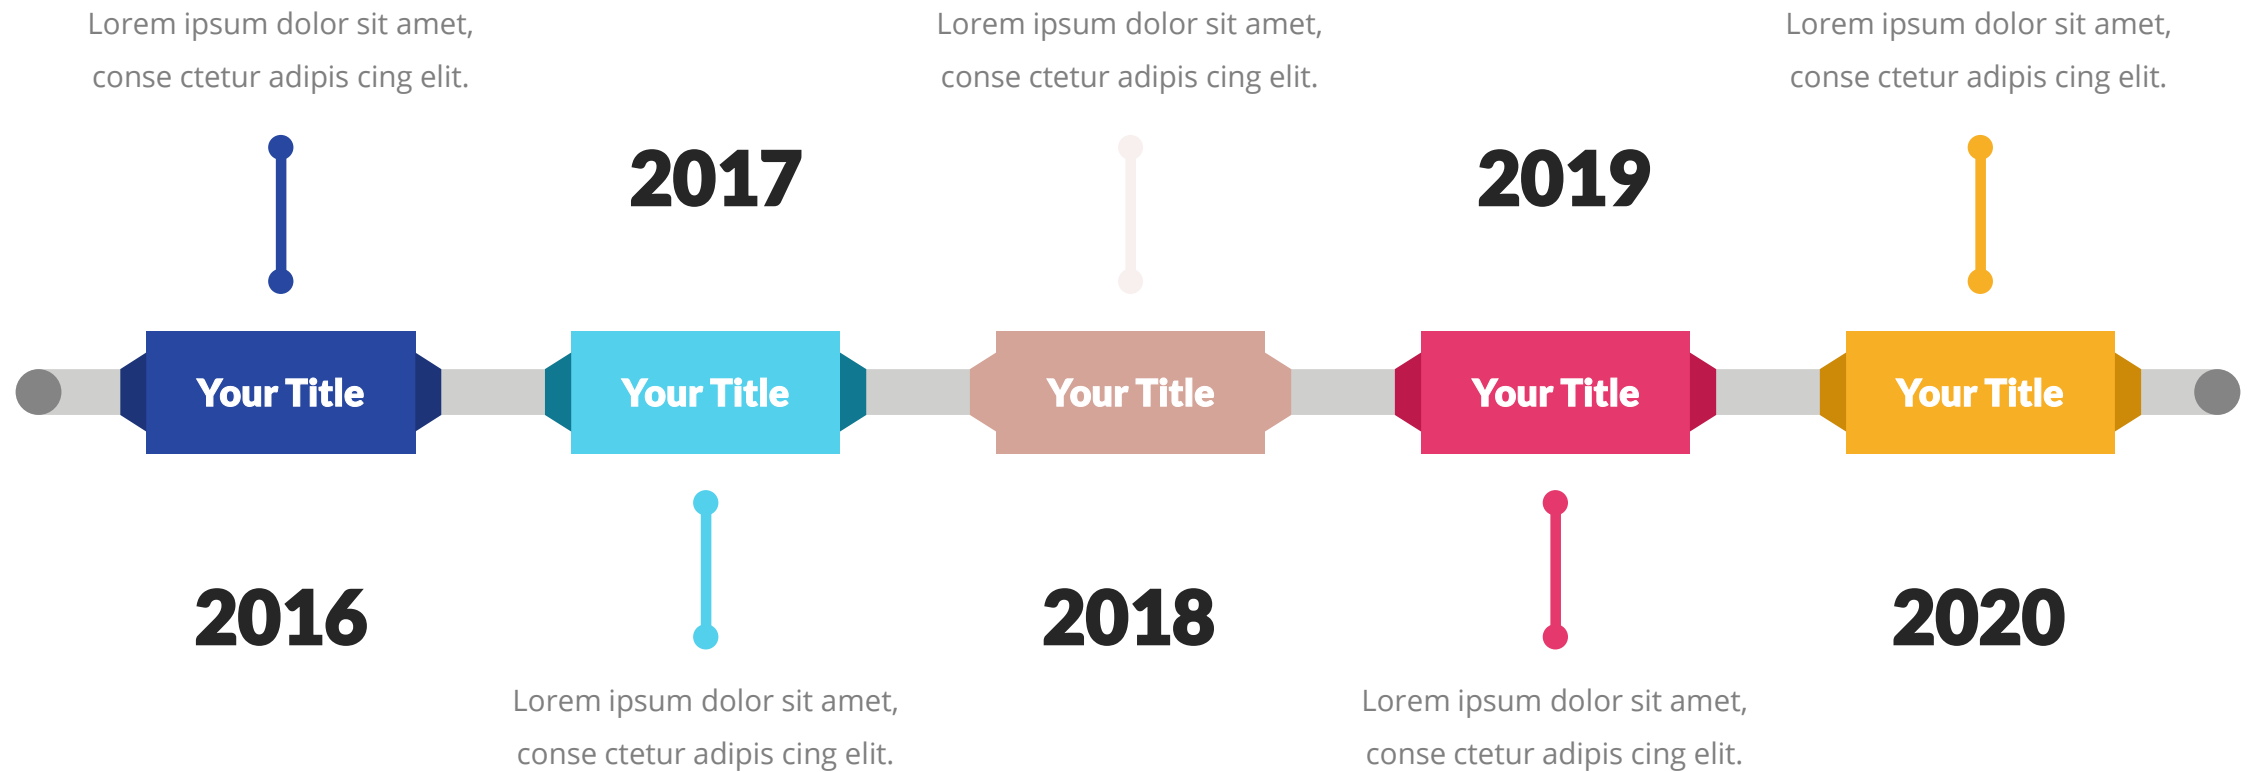 Lorem ipsum dolor sit amet,
conse ctetur adipis cing elit.
Lorem ipsum dolor sit amet,
conse ctetur adipis cing elit.
Lorem ipsum dolor sit amet,
conse ctetur adipis cing elit.
2017
2019
Your Title
Your Title
Your Title
Your Title
Your Title
2016
2018
2020
Lorem ipsum dolor sit amet,
conse ctetur adipis cing elit.
Lorem ipsum dolor sit amet,
conse ctetur adipis cing elit.